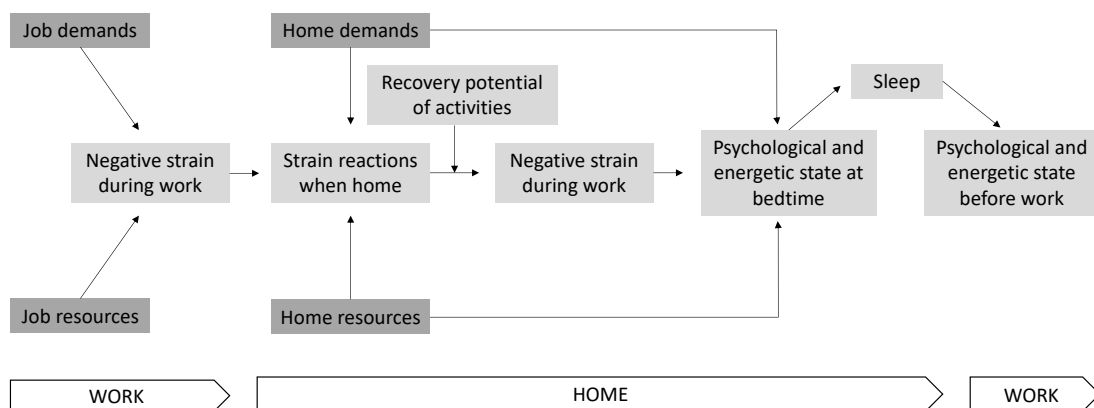 Job demands
Home demands
Recovery potential
of activities
Sleep
Negative strain
during work
Strain reactions
when home
Negative strain
during work
Psychological and
energetic state at
bedtime
Psychological and
energetic state
before work
Job resources
Home resources
WORK
HOME
WORK